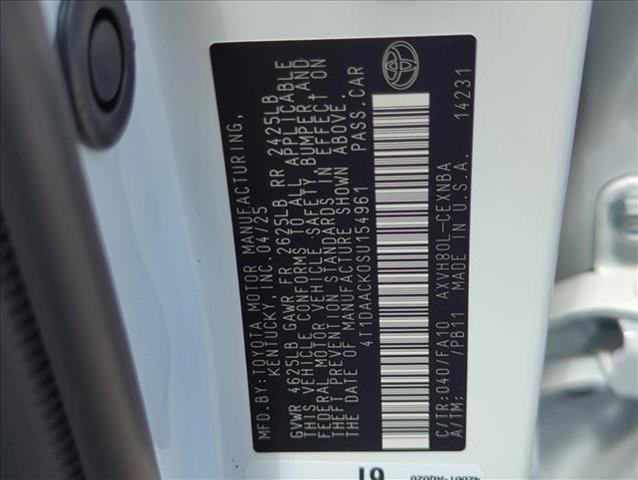 MFD.BY:TOYOTA MOTOR MANUFACTURING,
KENTUCKY, INC. 04/25
GVWR 4625LB GAWR FR 2625LB RR 2425LB
THIS VEHICLE CONFORMS TO ALL APPLICABLE
FEDERAL MOTOR VEHICLE SAFETY, BUMPER AND
THEFT PREVENTION STANDARDS IN EFFECT ON
THE DATE OF MANUFACTURE SHOWN ABOVE.
4T1DAACK0SU154961 PASS.CAR
C/TR:040/FA10 AXVH80L-CEXNBA
A/TM: /PB11 MADE IN U.S.A. 14231
61